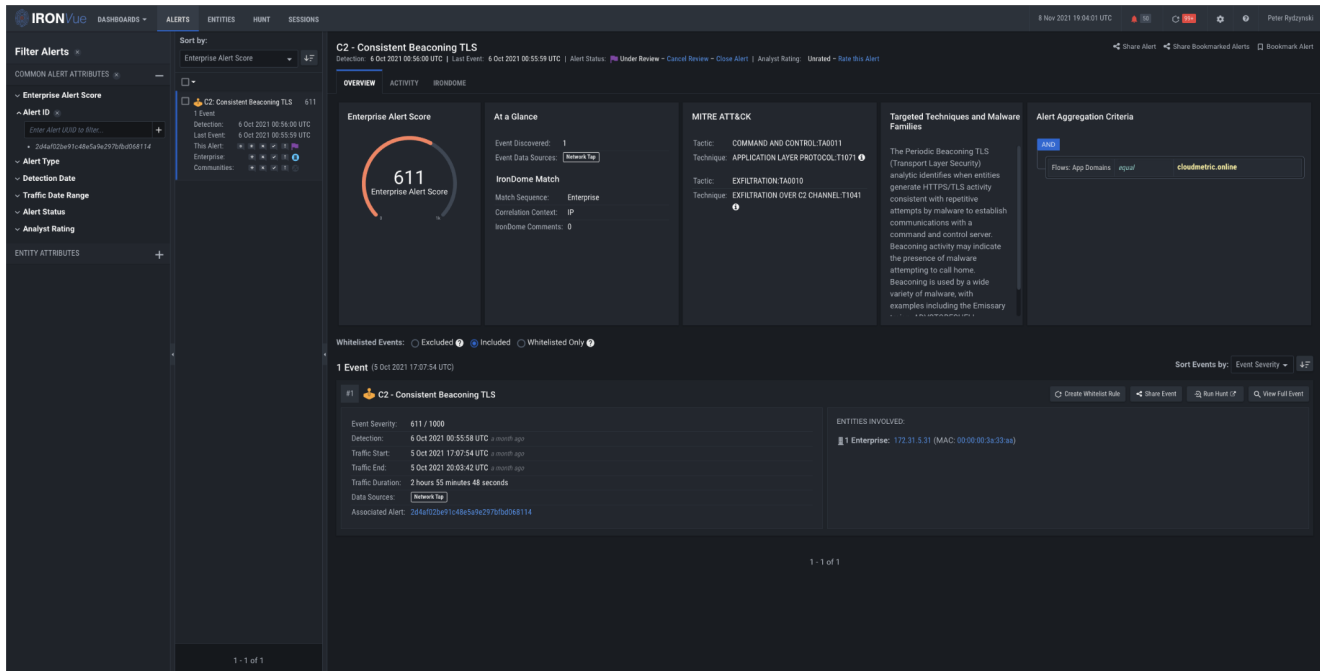 IRONVue DASHBOARDS ALERTS ENTITIES HUNT SESSIONS
8 Nov 2021 19:04:01 UTC 50 99+ Peter Rydzynski
Filter Alerts
COMMON ALERT ATTRIBUTES
Enterprise Alert Score
Alert ID
Enter Alert UUID to filter...
2d4af02be91c48e5a9e297bfbd068114
Alert Type
Detection Date
Traffic Date Range
Alert Status
Analyst Rating
ENTITY ATTRIBUTES
Sort by:
Enterprise Alert Score
C2: Consistent Beaconing TLS 611
1 Event
Detection: 6 Oct 2021 00:56:00 UTC
Last Event: 6 Oct 2021 00:55:59 UTC
This Alert:
Enterprise:
Communities:
1 - 1 of 1
C2 - Consistent Beaconing TLS
Share Alert Share Bookmarked Alerts Bookmark Alert
Detection: 6 Oct 2021 00:56:00 UTC | Last Event: 6 Oct 2021 00:55:59 UTC | Alert Status: Under Review – Cancel Review – Close Alert | Analyst Rating: Unrated – Rate this Alert
OVERVIEW ACTIVITY IRONDOME
Enterprise Alert Score
611
Enterprise Alert Score
At a Glance
Event Discovered: 1
Event Data Sources: Network Tap
IronDome Match
Match Sequence: Enterprise
Correlation Context: IP
IronDome Comments: 0
MITRE ATT&CK
Tactic: COMMAND AND CONTROL:TA0011
Technique: APPLICATION LAYER PROTOCOL:T1071
Tactic: EXFILTRATION:TA0010
Technique: EXFILTRATION OVER C2 CHANNEL:T1041
Targeted Techniques and Malware
Families
The Periodic Beaconing TLS
(Transport Layer Security)
analytic identifies when entities
generate HTTPS/TLS activity
consistent with repetitive
attempts by malware to establish
communications with a
command and control server.
Beaconing activity may indicate
the presence of malware
attempting to call home.
Beaconing is used by a wide
variety of malware, with
examples including the Emissary
Alert Aggregation Criteria
AND
Flows: App Domains equal cloudmetric.online
Whitelisted Events: Excluded Included Whitelisted Only
1 Event (5 Oct 2021 17:07:54 UTC)
Sort Events by: Event Severity
#1 C2 - Consistent Beaconing TLS
Create Whitelist Rule Share Event Run Hunt View Full Event
Event Severity: 611 / 1000
Detection: 6 Oct 2021 00:55:58 UTC a month ago
Traffic Start: 5 Oct 2021 17:07:54 UTC a month ago
Traffic End: 5 Oct 2021 20:03:42 UTC a month ago
Traffic Duration: 2 hours 55 minutes 48 seconds
Data Sources: Network Tap
Associated Alert: 2d4af02be91c48e5a9e297bfbd068114
ENTITIES INVOLVED:
1 Enterprise: 172.31.5.31 (MAC: 00:00:00:3a:33:aa)
1 - 1 of 1